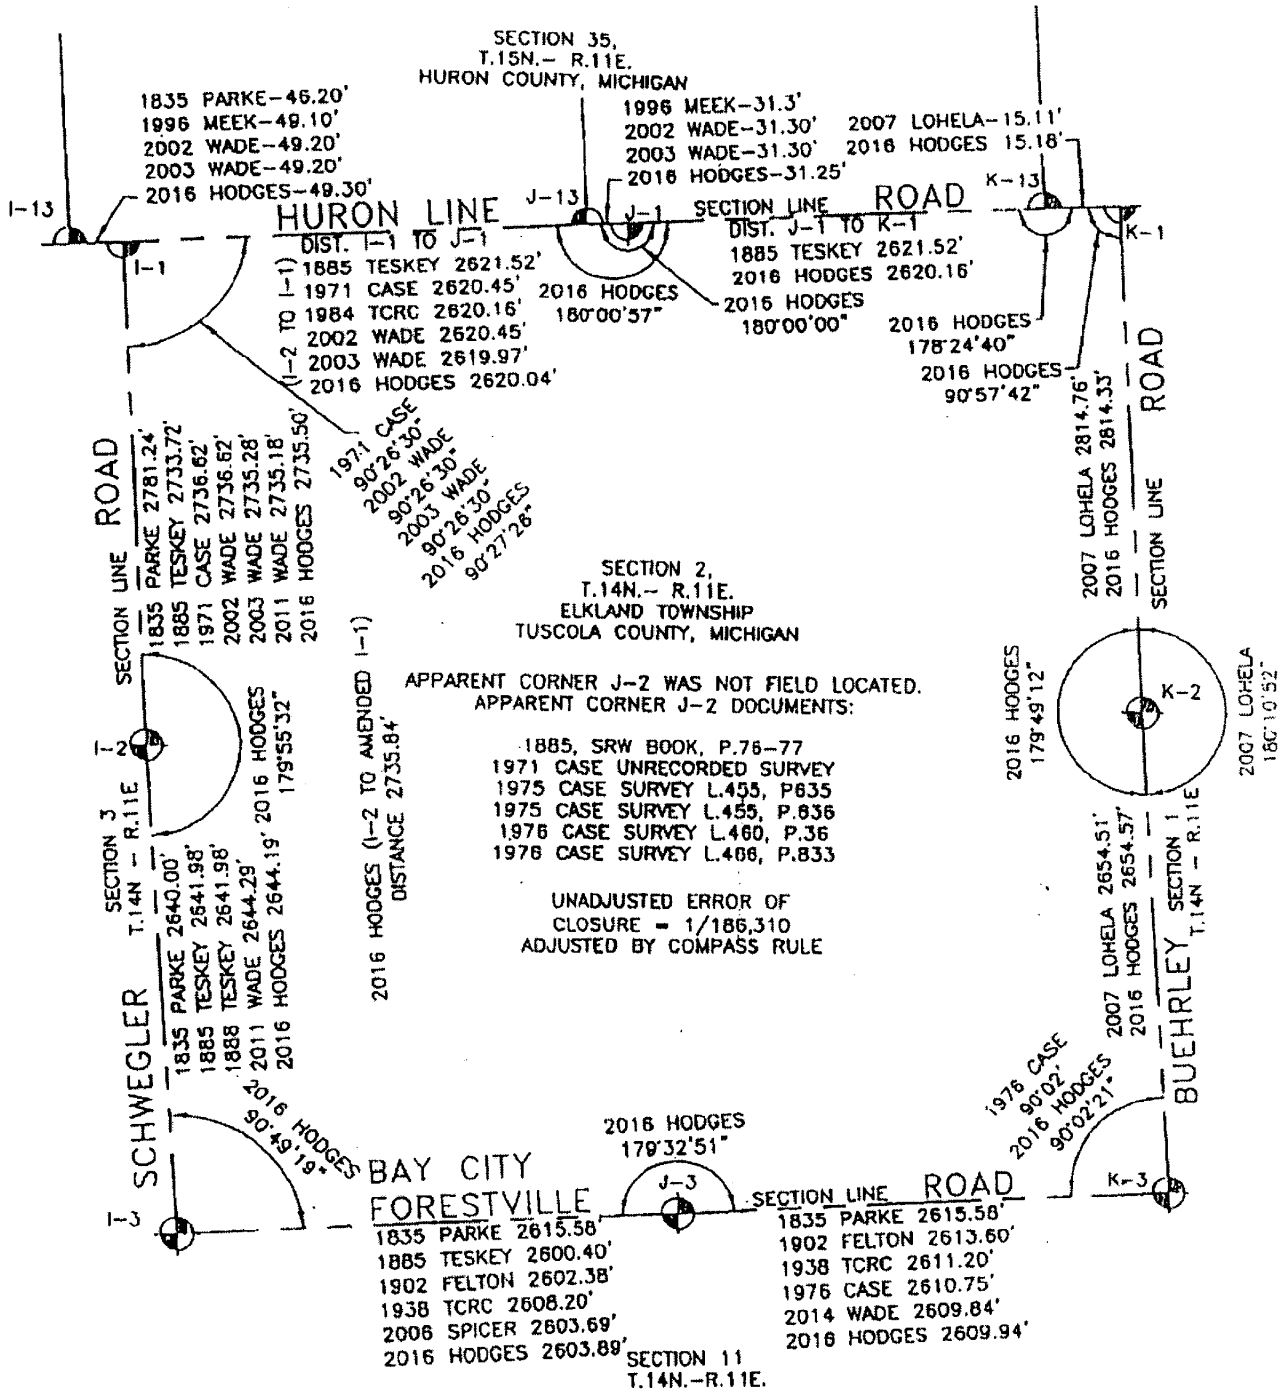 SECTION 35,
T.15N.- R.11E.
HURON COUNTY, MICHIGAN
1835 PARKE-46.20'
1996 MEEK-49.10'
2002 WADE-49.20'
2003 WADE-49.20'
2016 HODGES-49.30'
1996 MEEK-31.3'
2002 WADE-31.30'
2003 WADE-31.30'
2016 HODGES-31.25'
2007 LOHELA-15.11'
2016 HODGES 15.18'
I-13
J-13
K-13
I-1
J-1
K-1
HURON LINE
SECTION LINE ROAD
DIST. I-1 TO J-1
1885 TESKEY 2621.52'
1971 CASE 2620.45'
1984 TCRC 2620.16'
2002 WADE 2620.45'
2003 WADE 2619.97'
2016 HODGES 2620.04'
(I-2 TO I-1)
DIST. J-1 TO K-1
1885 TESKEY 2621.52'
2016 HODGES 2620.16'
2016 HODGES
180°00'57"
2016 HODGES
180°00'00"
2016 HODGES
178°24'40"
2016 HODGES
90°57'42"
1971 CASE
90°26'30"
2002 WADE
90°26'30"
2003 WADE
90°26'30"
2016 HODGES
90°27'26"
SECTION LINE ROAD
1835 PARKE 2781.24'
1885 TESKEY 2733.72'
1971 CASE 2736.62'
2002 WADE 2736.62'
2003 WADE 2735.28'
2011 WADE 2735.18'
2016 HODGES 2735.50'
2007 LOHELA 2814.76'
2016 HODGES 2814.33'
SECTION LINE ROAD
SECTION 2,
T.14N.- R.11E.
ELKLAND TOWNSHIP
TUSCOLA COUNTY, MICHIGAN
APPARENT CORNER J-2 WAS NOT FIELD LOCATED.
APPARENT CORNER J-2 DOCUMENTS:
1885, SRW BOOK, P.76-77
1971 CASE UNRECORDED SURVEY
1975 CASE SURVEY L.455, P635
1975 CASE SURVEY L.455, P.636
1976 CASE SURVEY L.460, P.36
1976 CASE SURVEY L.466, P.833
UNADJUSTED ERROR OF
CLOSURE = 1/186,310
ADJUSTED BY COMPASS RULE
I-2
2016 HODGES
179°55'32"
2016 HODGES (I-2 TO AMENDED I-1)
DISTANCE 2735.84'
2016 HODGES
179°49'12"
K-2
2007 LOHELA
180°10'52"
SECTION 3
T.14N - R.11E
SCHWEGLER
1835 PARKE 2640.00'
1885 TESKEY 2641.98'
1888 TESKEY 2641.98'
2011 WADE 2644.29'
2016 HODGES 2644.19'
2007 LOHELA 2654.51'
2016 HODGES 2654.57'
BUEHRLEY
SECTION 1
T.14N - R.11E
2016 HODGES
90°49'19"
2016 HODGES
179°32'51"
1976 CASE
90°02'
2016 HODGES
90°02'21"
I-3
J-3
K-3
BAY CITY
FORESTVILLE
SECTION LINE ROAD
1835 PARKE 2615.58'
1885 TESKEY 2600.40'
1902 FELTON 2602.38'
1938 TCRC 2608.20'
2006 SPICER 2603.69'
2016 HODGES 2603.89'
1835 PARKE 2615.58'
1902 FELTON 2613.60'
1938 TCRC 2611.20'
1976 CASE 2610.75'
2014 WADE 2609.84'
2016 HODGES 2609.94'
SECTION 11
T.14N.-R.11E.